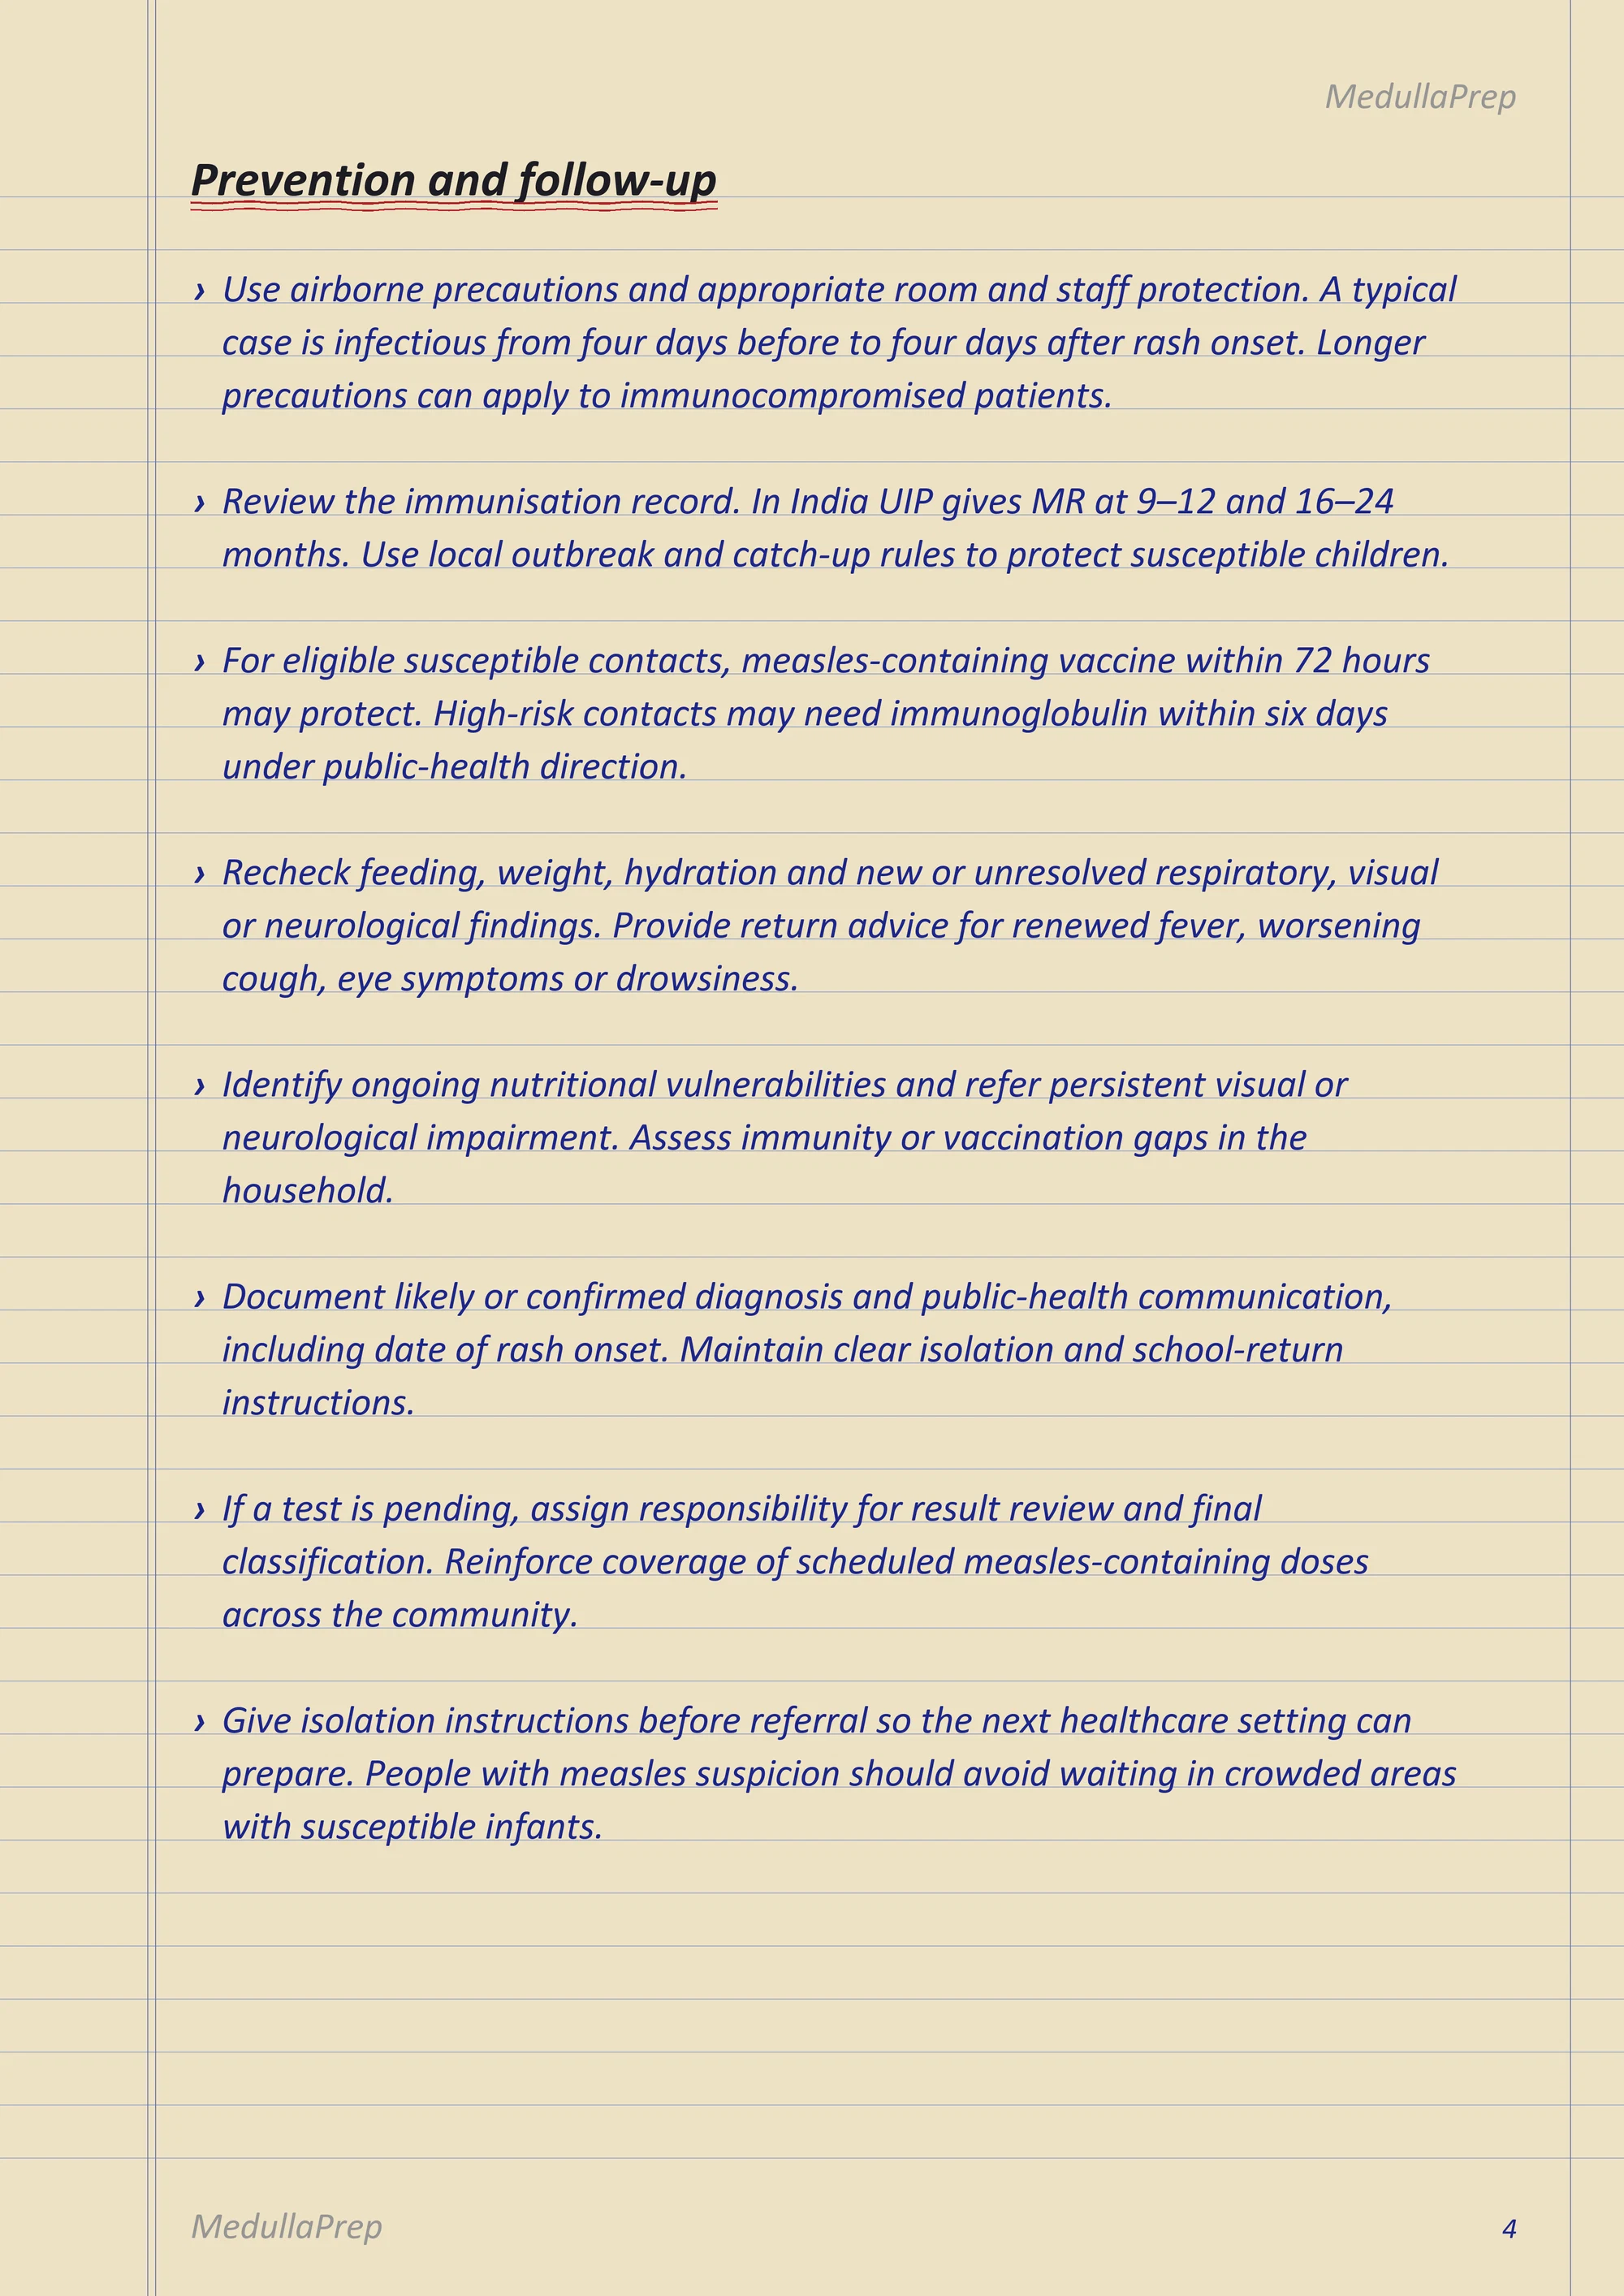 MedullaPrep
Prevention and follow-up
› Use airborne precautions and appropriate room and staff protection. A typical
case is infectious from four days before to four days after rash onset. Longer
precautions can apply to immunocompromised patients.
› Review the immunisation record. In India UIP gives MR at 9–12 and 16–24
months. Use local outbreak and catch-up rules to protect susceptible children.
› For eligible susceptible contacts, measles-containing vaccine within 72 hours
may protect. High-risk contacts may need immunoglobulin within six days
under public-health direction.
› Recheck feeding, weight, hydration and new or unresolved respiratory, visual
or neurological findings. Provide return advice for renewed fever, worsening
cough, eye symptoms or drowsiness.
› Identify ongoing nutritional vulnerabilities and refer persistent visual or
neurological impairment. Assess immunity or vaccination gaps in the
household.
› Document likely or confirmed diagnosis and public-health communication,
including date of rash onset. Maintain clear isolation and school-return
instructions.
› If a test is pending, assign responsibility for result review and final
classification. Reinforce coverage of scheduled measles-containing doses
across the community.
› Give isolation instructions before referral so the next healthcare setting can
prepare. People with measles suspicion should avoid waiting in crowded areas
with susceptible infants.
MedullaPrep
4